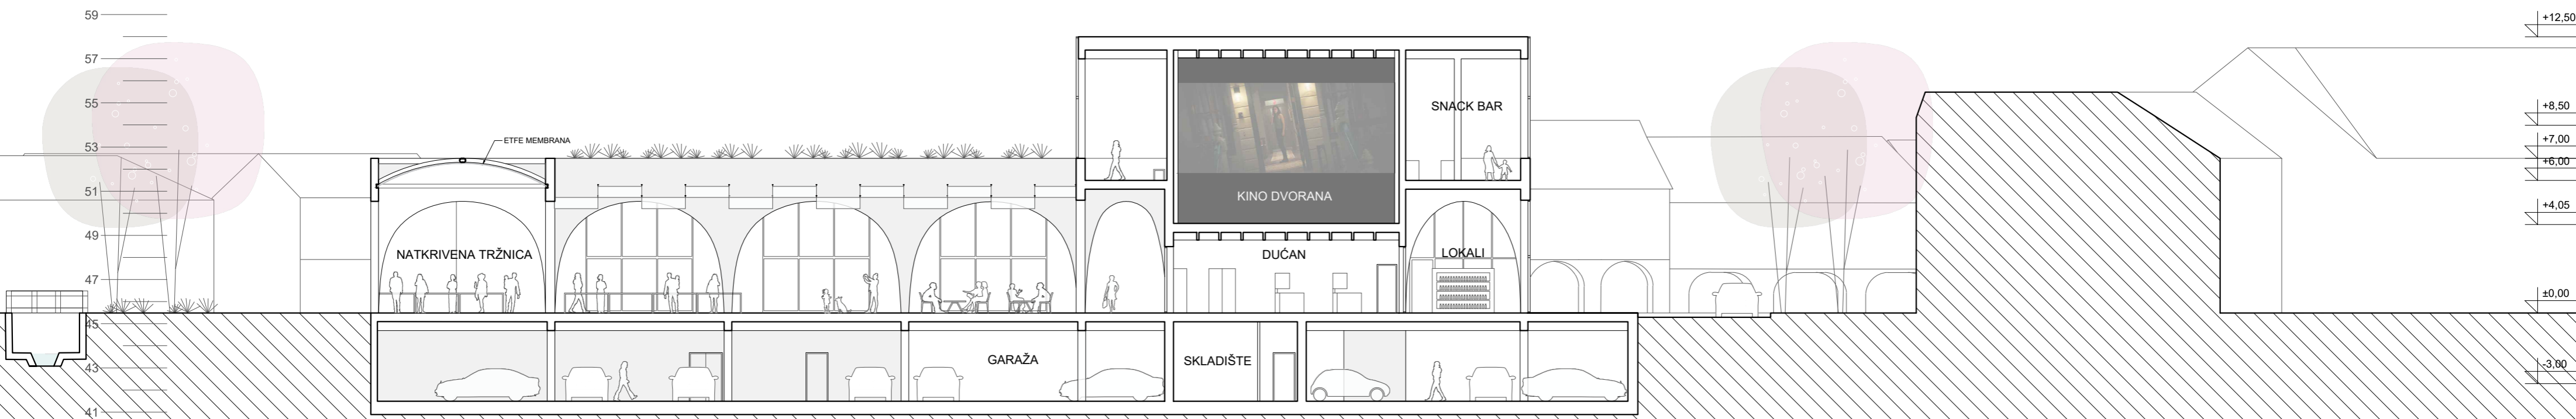 59
57
55
53
51
49
47
45
43
41
ETFE MEMBRANA
NATKRIVENA TRŽNICA
KINO DVORANA
SNACK BAR
DUĆAN
LOKALI
GARAŽA
SKLADIŠTE
+12,50
+8,50
+7,00
+6,00
+4,05
±0,00
-3,00